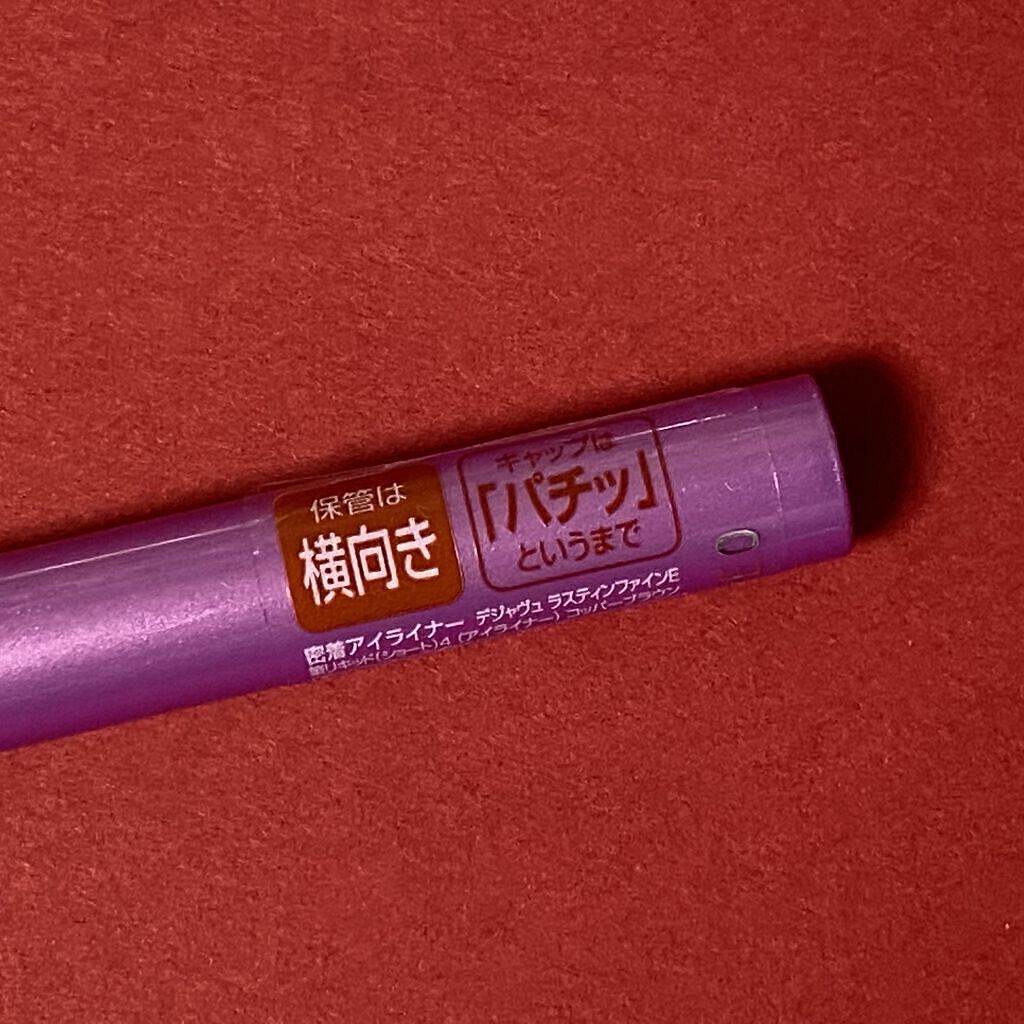 保管は
横向き
キャップは
「パチッ」
というまで
密着アイライナー デジャヴュ ラスティンファインE
筆リキッド(ショート)4 (アイライナー) コッパーブラウン